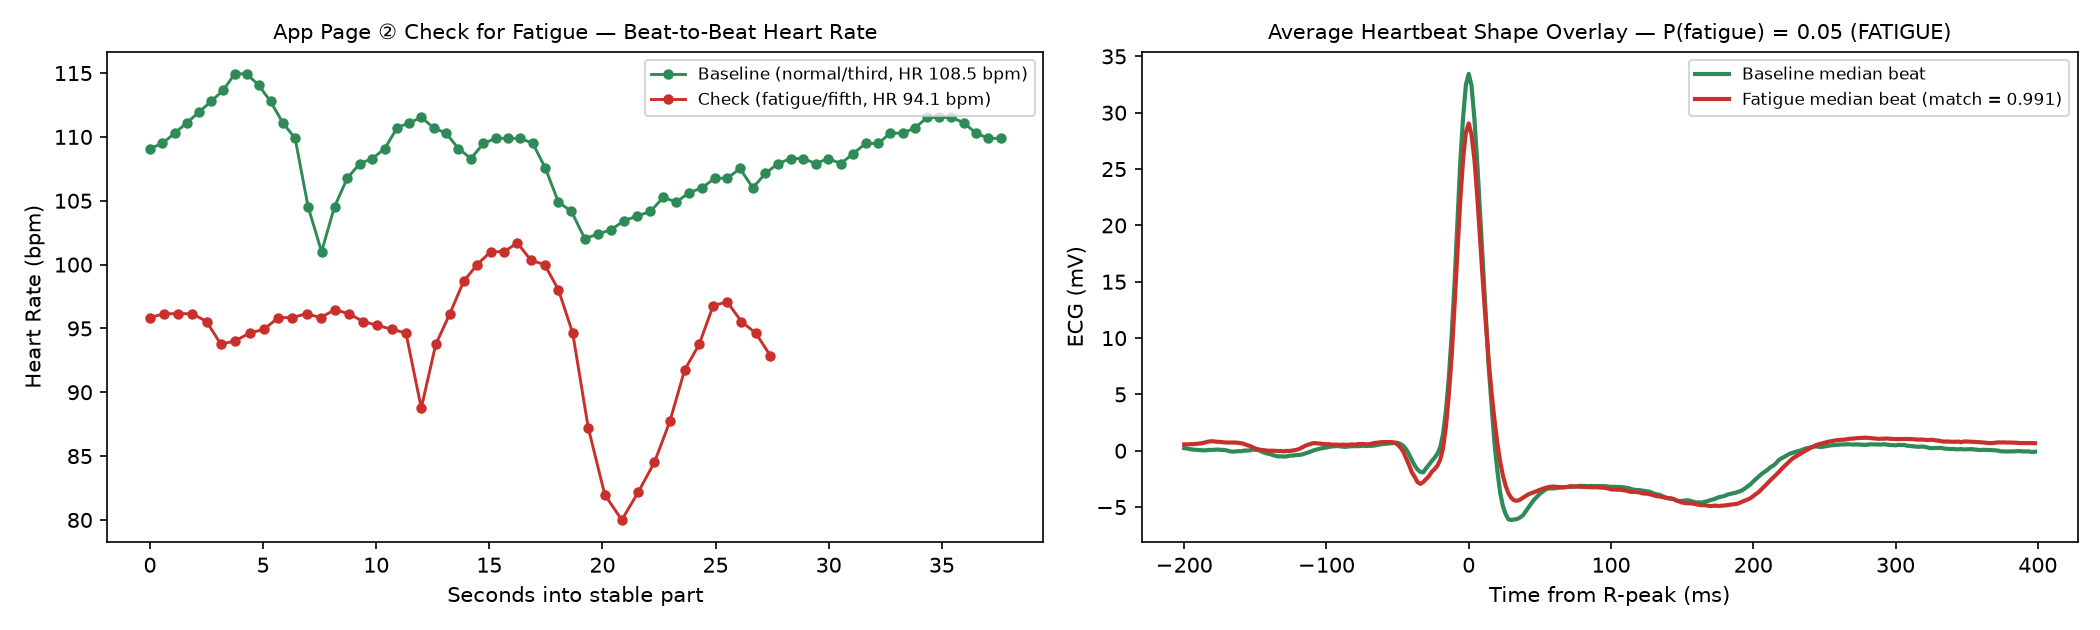 App Page ② Check for Fatigue — Beat-to-Beat Heart Rate
Heart Rate (bpm)
115
110
105
100
95
90
85
80
Baseline (normal/third, HR 108.5 bpm)
Check (fatigue/fifth, HR 94.1 bpm)
0 5 10 15 20 25 30 35
Seconds into stable part
Average Heartbeat Shape Overlay — P(fatigue) = 0.05 (FATIGUE)
ECG (mV)
35
30
25
20
15
10
5
0
−5
Baseline median beat
Fatigue median beat (match = 0.991)
−200 −100 0 100 200 300 400
Time from R-peak (ms)